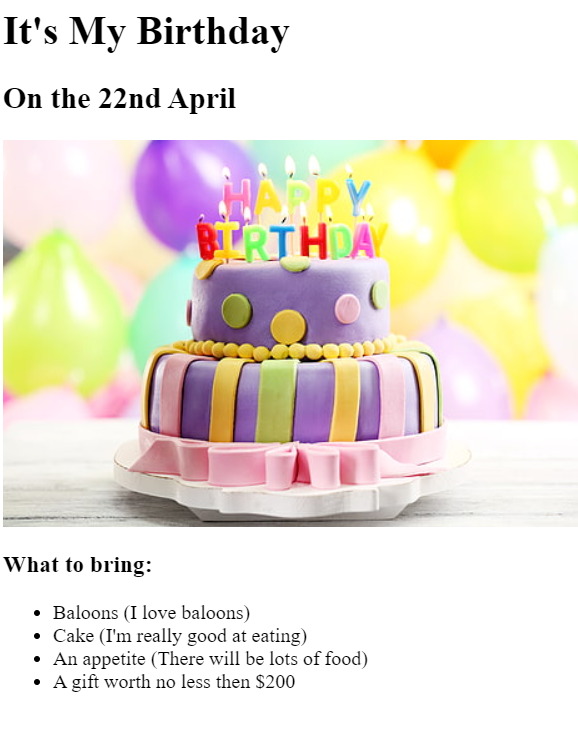 It's My Birthday
On the 22nd April
HAPPY
BIRTHDAY
What to bring:
Baloons (I love baloons)
Cake (I'm really good at eating)
An appetite (There will be lots of food)
A gift worth no less then $200